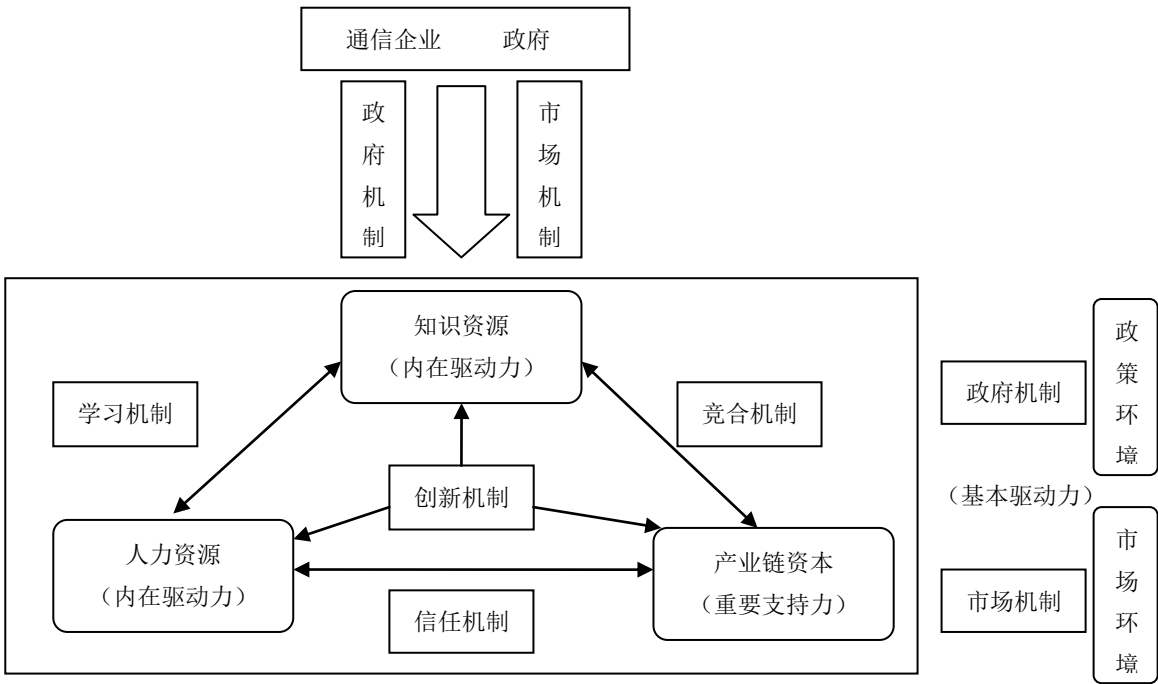 通信企业 政府
政府机制
市场机制
知识资源
（内在驱动力）
学习机制
竞合机制
创新机制
人力资源
（内在驱动力）
产业链资本
（重要支持力）
信任机制
政府机制
政策环境
（基本驱动力）
市场机制
市场环境